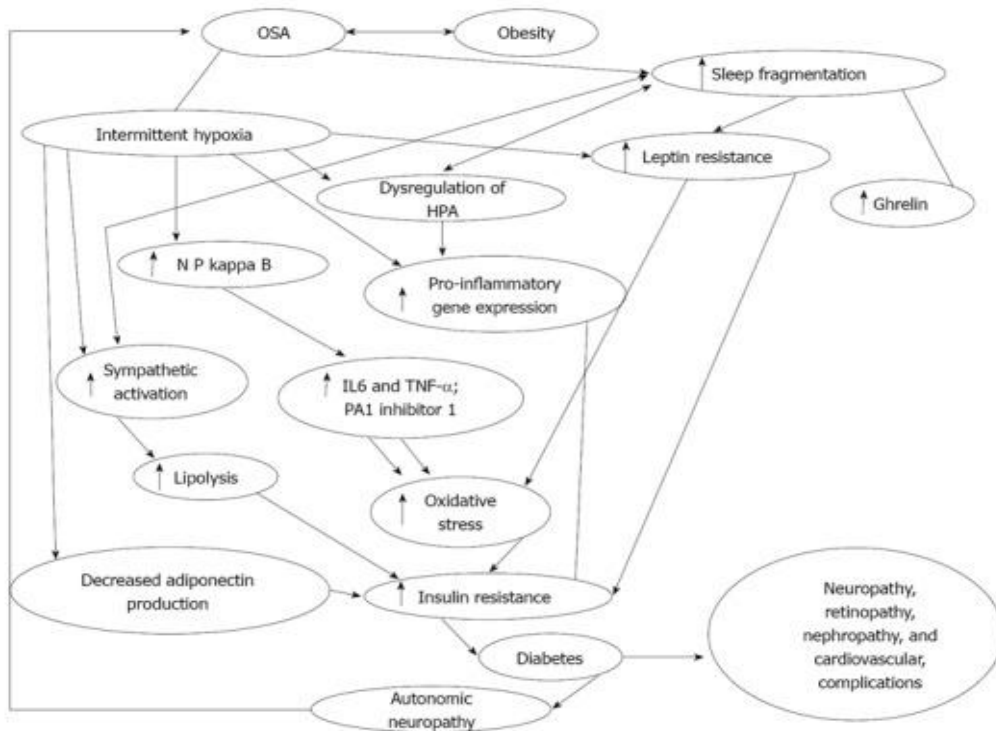 OSA
Obesity
Sleep fragmentation
Intermittent hypoxia
Leptin resistance
Dysregulation of
HPA
Ghrelin
N P kappa B
Pro-inflammatory
gene expression
Sympathetic
activation
IL6 and TNF-α;
PA1 inhibitor 1
Lipolysis
Oxidative
stress
Decreased adiponectin
production
Insulin resistance
Neuropathy,
retinopathy,
nephropathy, and
cardiovascular,
complications
Diabetes
Autonomic
neuropathy